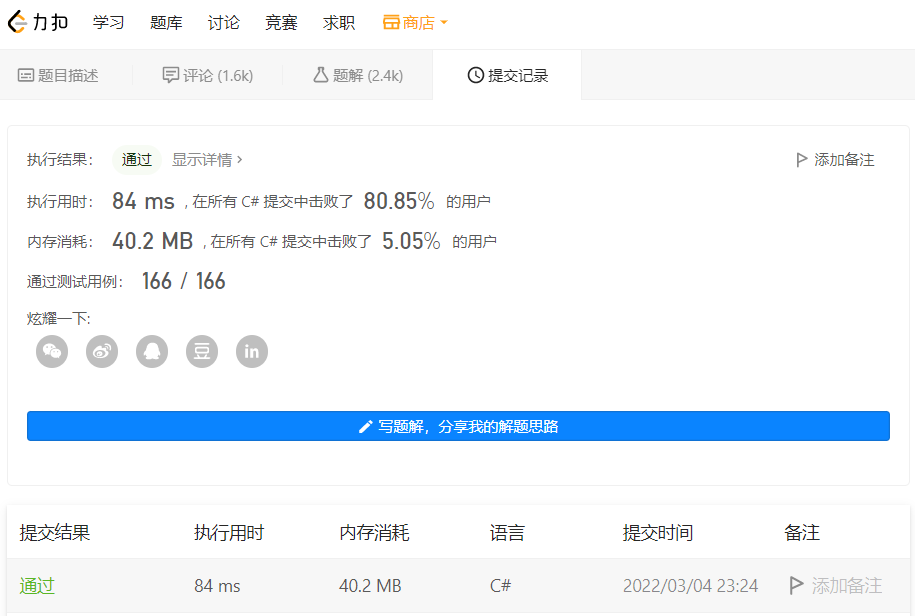 力扣 学习 题库 讨论 竞赛 求职 商店
题目描述 评论 (1.6k) 题解 (2.4k) 提交记录
执行结果： 通过 显示详情 > 添加备注
执行用时： 84 ms , 在所有 C# 提交中击败了 80.85% 的用户
内存消耗： 40.2 MB , 在所有 C# 提交中击败了 5.05% 的用户
通过测试用例： 166 / 166
炫耀一下:
豆 in
写题解，分享我的解题思路
提交结果 执行用时 内存消耗 语言 提交时间 备注
通过 84 ms 40.2 MB C# 2022/03/04 23:24 添加备注